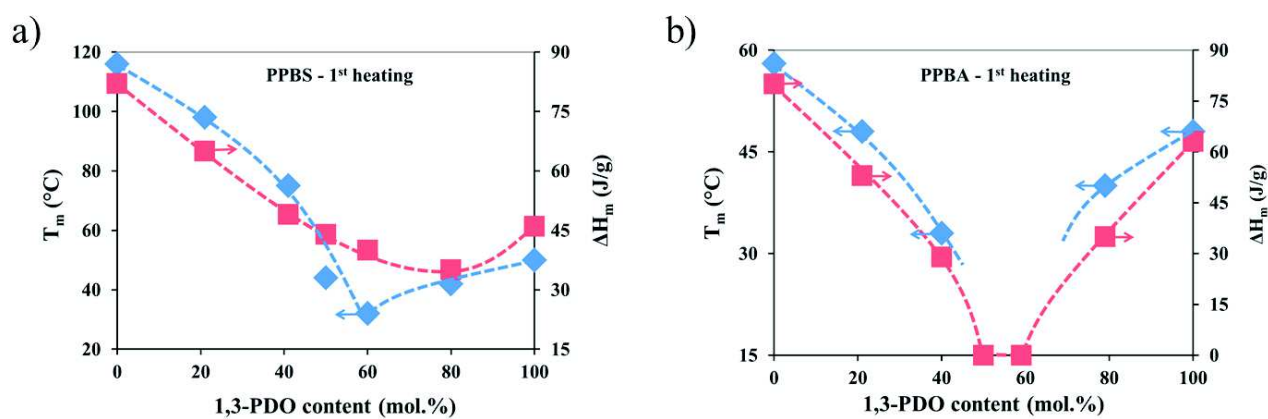 a)
PPBS - 1st heating
120
100
80
60
40
20
Tm (°C)
90
75
60
45
30
15
ΔHm (J/g)
0 20 40 60 80 100
1,3-PDO content (mol.%)
b)
PPBA - 1st heating
60
45
30
15
Tm (°C)
90
75
60
45
30
15
0
ΔHm (J/g)
0 20 40 60 80 100
1,3-PDO content (mol.%)